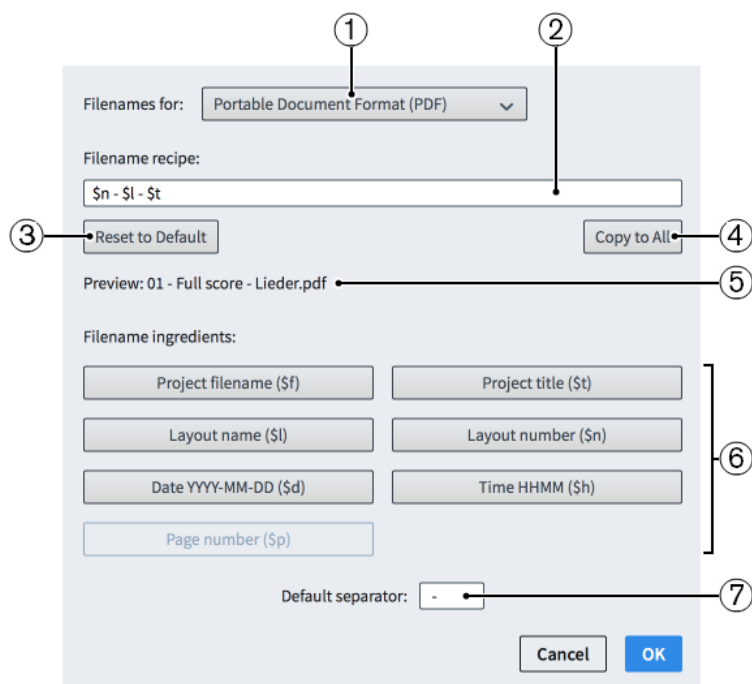 ① ②
Filenames for: Portable Document Format (PDF)
Filename recipe:
$n - $l - $t
③ Reset to Default Copy to All ④
Preview: 01 - Full score - Lieder.pdf ⑤
Filename ingredients:
Project filename ($f) Project title ($t)
Layout name ($l) Layout number ($n)
⑥
Date YYYY-MM-DD ($d) Time HHMM ($h)
Page number ($p)
Default separator: - ⑦
Cancel OK